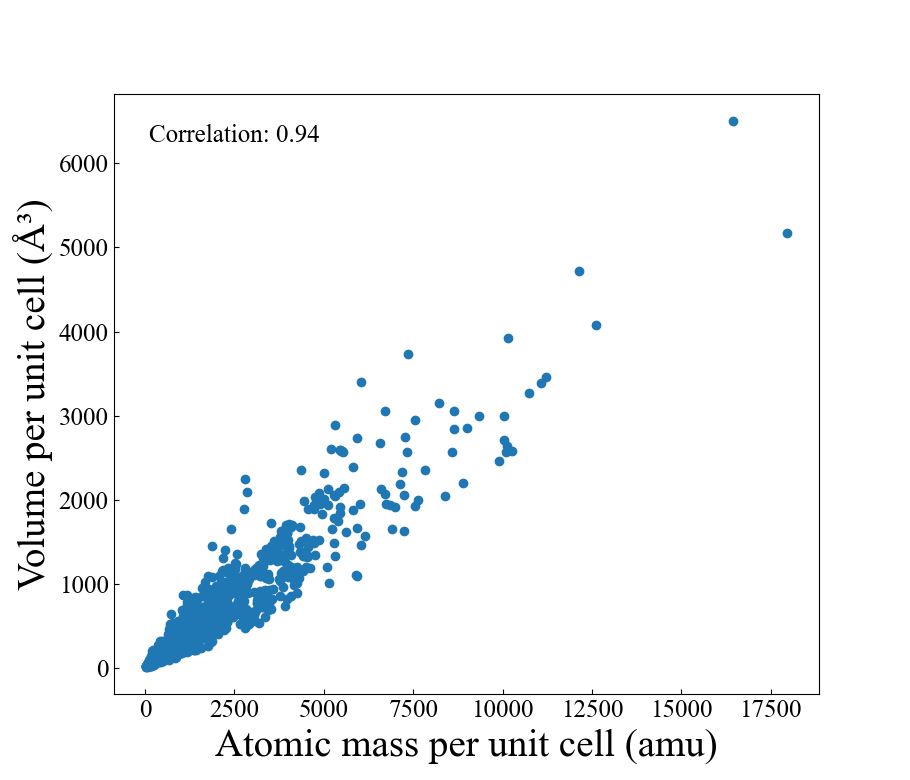 Correlation: 0.94
Volume per unit cell (Å³)
6000
5000
4000
3000
2000
1000
0
0 2500 5000 7500 10000 12500 15000 17500
Atomic mass per unit cell (amu)